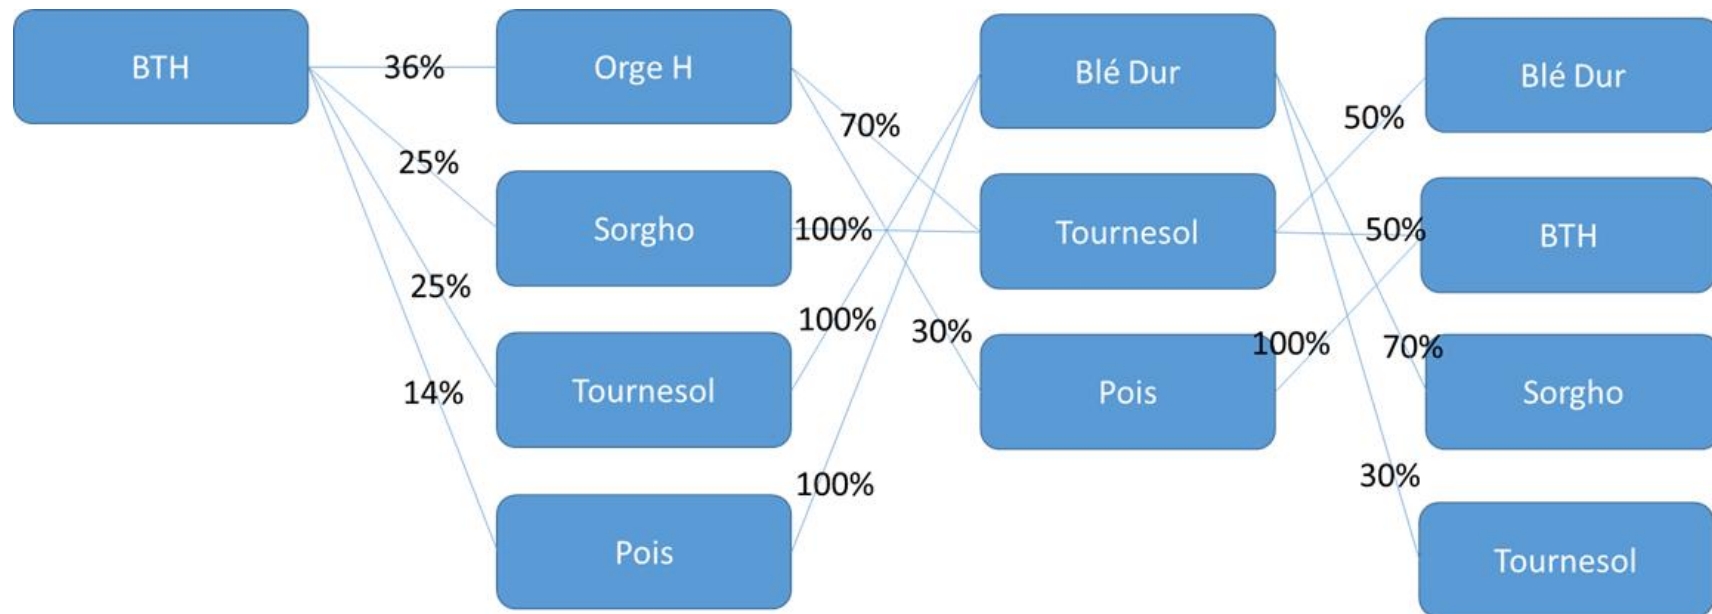 BTH
36%
25%
25%
14%
Orge H
Sorgho
Tournesol
Pois
70%
100%
100%
30%
100%
Blé Dur
Tournesol
Pois
50%
50%
100%
70%
30%
Blé Dur
BTH
Sorgho
Tournesol